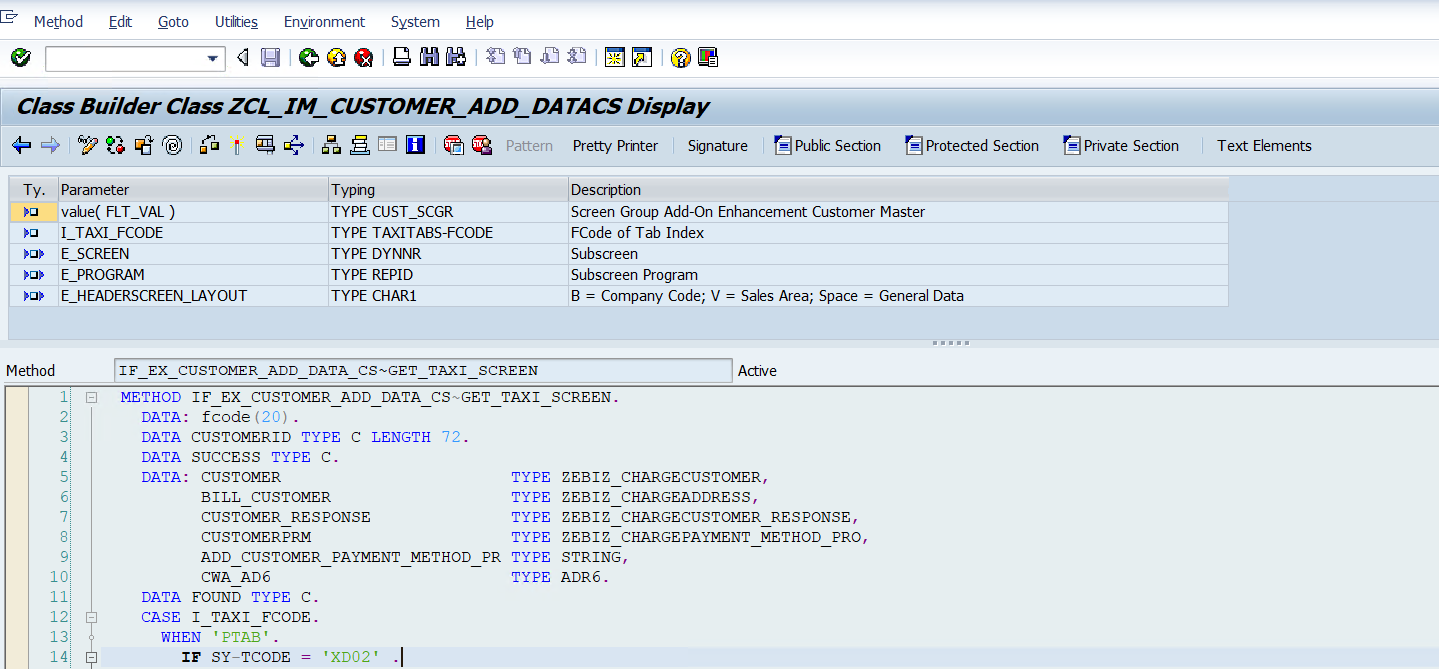 Method Edit Goto Utilities Environment System Help
Class Builder Class ZCL_IM_CUSTOMER_ADD_DATACS Display
Pattern Pretty Printer Signature Public Section Protected Section Private Section Text Elements
Ty. Parameter Typing Description
value( FLT_VAL ) TYPE CUST_SCGR Screen Group Add-On Enhancement Customer Master
I_TAXI_FCODE TYPE TAXITABS-FCODE FCode of Tab Index
E_SCREEN TYPE DYNNR Subscreen
E_PROGRAM TYPE REPID Subscreen Program
E_HEADERSCREEN_LAYOUT TYPE CHAR1 B = Company Code; V = Sales Area; Space = General Data
Method IF_EX_CUSTOMER_ADD_DATA_CS~GET_TAXI_SCREEN Active
1 METHOD IF_EX_CUSTOMER_ADD_DATA_CS~GET_TAXI_SCREEN.
2 DATA: fcode(20).
3 DATA CUSTOMERID TYPE C LENGTH 72.
4 DATA SUCCESS TYPE C.
5 DATA: CUSTOMER TYPE ZEBIZ_CHARGECUSTOMER,
6 BILL_CUSTOMER TYPE ZEBIZ_CHARGEADDRESS,
7 CUSTOMER_RESPONSE TYPE ZEBIZ_CHARGECUSTOMER_RESPONSE,
8 CUSTOMERPRM TYPE ZEBIZ_CHARGEPAYMENT_METHOD_PRO,
9 ADD_CUSTOMER_PAYMENT_METHOD_PR TYPE STRING,
10 CWA_AD6 TYPE ADR6.
11 DATA FOUND TYPE C.
12 CASE I_TAXI_FCODE.
13 WHEN 'PTAB'.
14 IF SY-TCODE = 'XD02' .